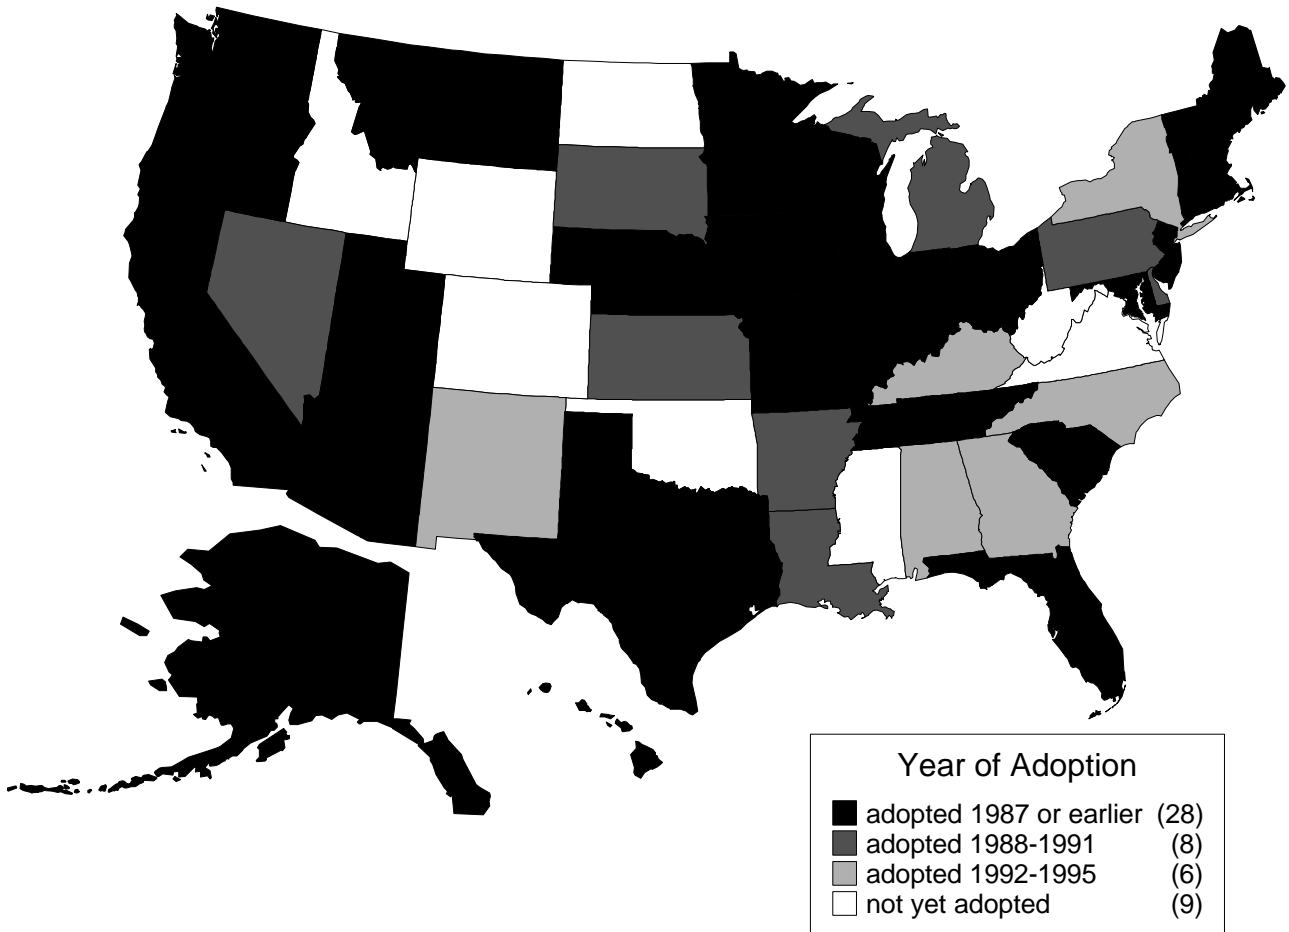 Year of Adoption
adopted 1987 or earlier (28)
adopted 1988-1991 (8)
adopted 1992-1995 (6)
not yet adopted (9)